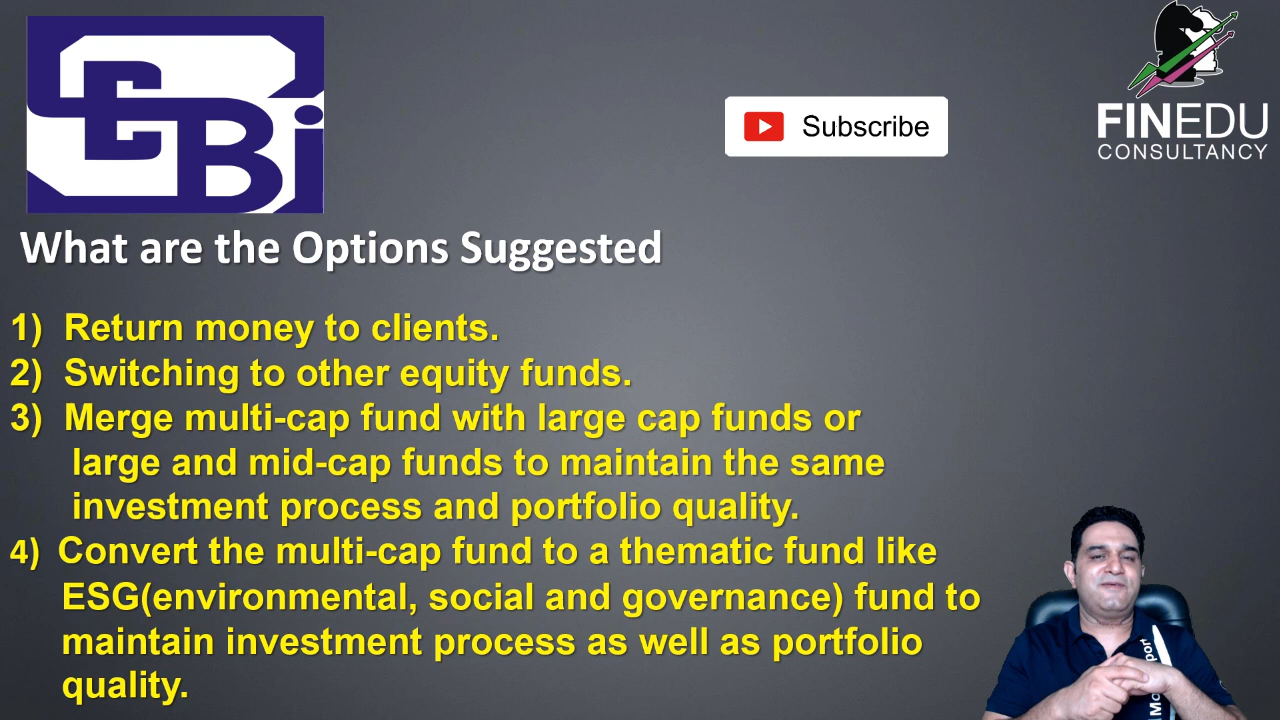 SEBi
Subscribe
FINEDU
CONSULTANCY
What are the Options Suggested
1) Return money to clients.
2) Switching to other equity funds.
3) Merge multi-cap fund with large cap funds or
large and mid-cap funds to maintain the same
investment process and portfolio quality.
4) Convert the multi-cap fund to a thematic fund like
ESG(environmental, social and governance) fund to
maintain investment process as well as portfolio
quality.